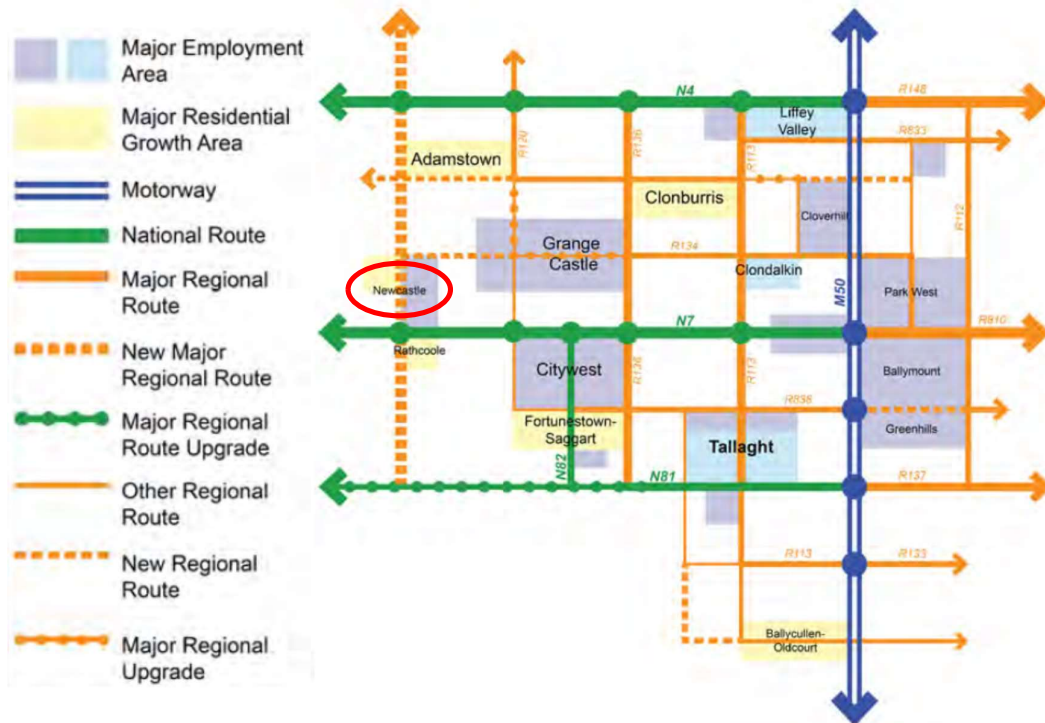 Major Employment
Area
Major Residential
Growth Area
Motorway
National Route
Major Regional
Route
New Major
Regional Route
Major Regional
Route Upgrade
Other Regional
Route
New Regional
Route
Major Regional
Upgrade
N4
R148
Liffey
Valley
R833
R120
R136
R113
Adamstown
Clonburris
Cloverhill
R112
Grange
Castle
R134
Clondalkin
Newcastle
M50
Park West
N7
R810
Rathcoole
Citywest
R136
R113
Ballymount
R838
Fortunestown-
Saggart
Tallaght
Greenhills
N82
N81
R137
R113
R133
Ballycullen-
Oldcourt